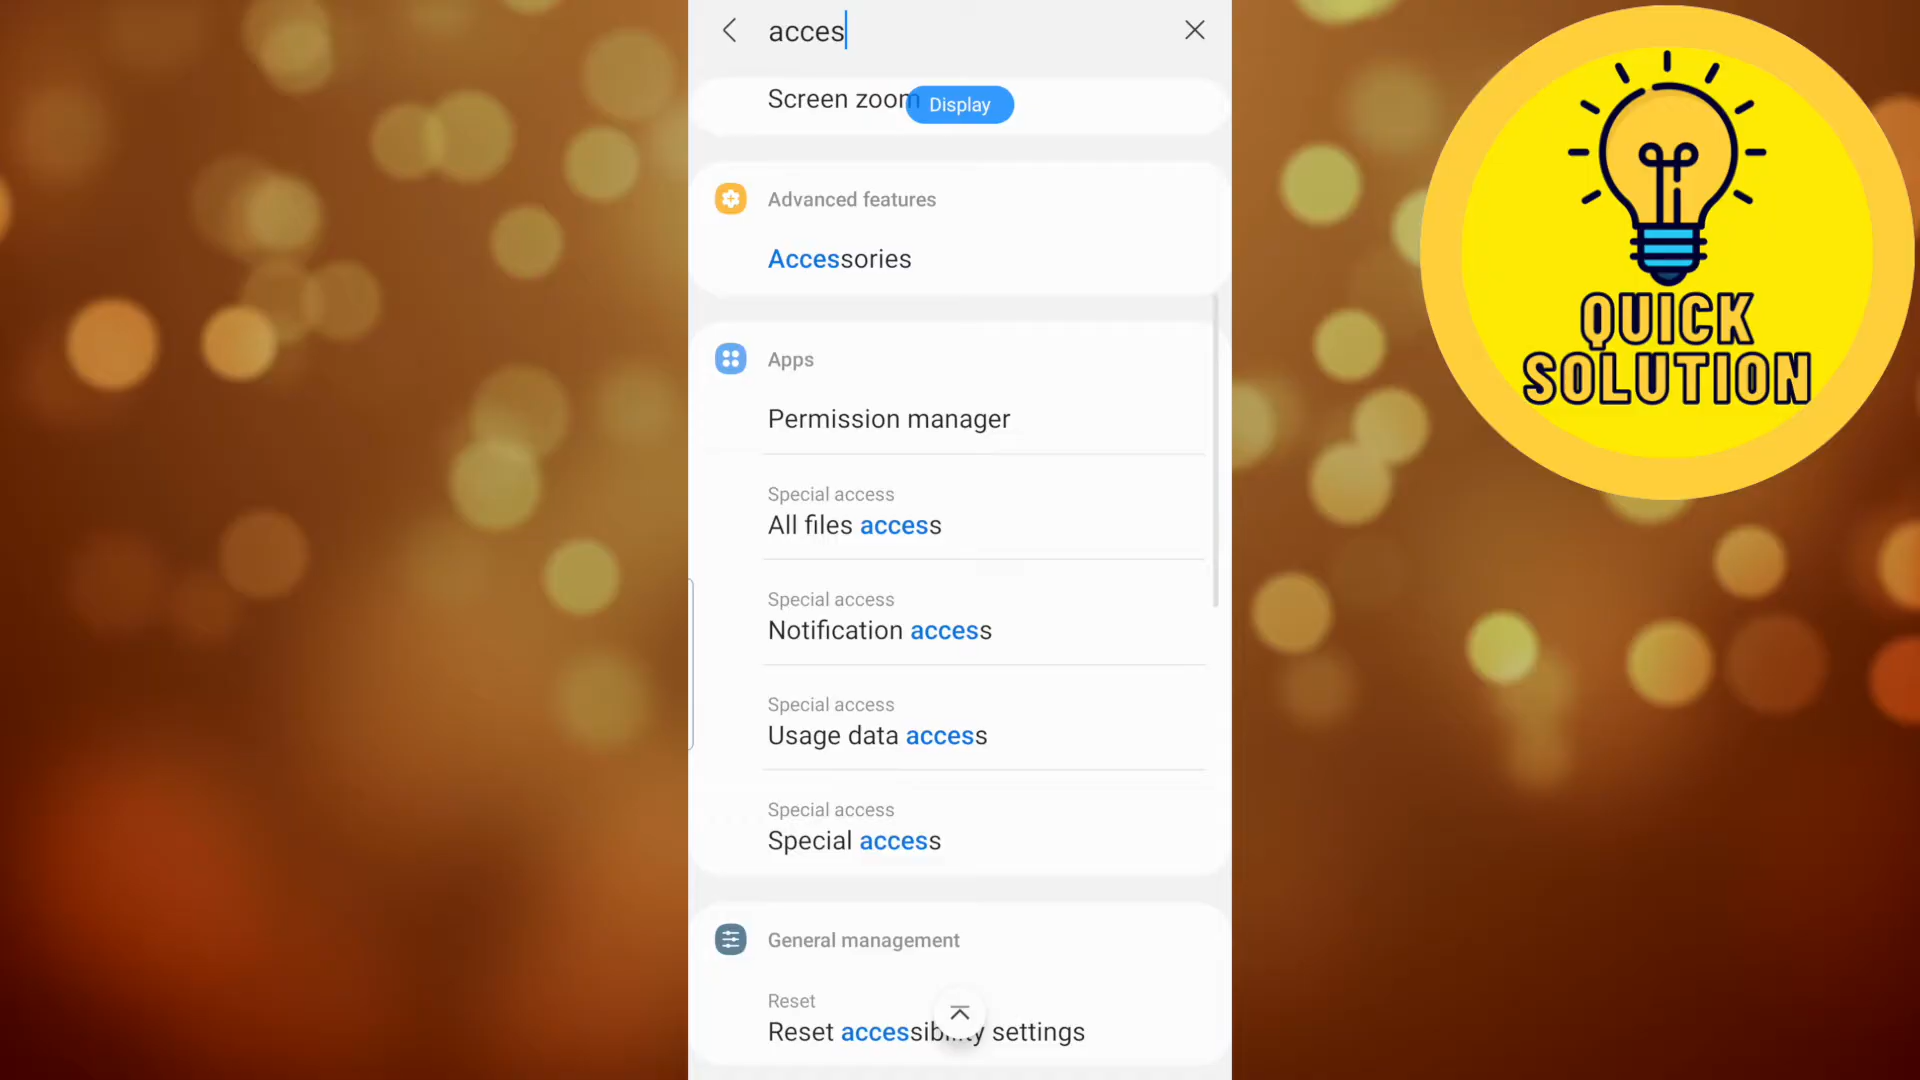 acces
Screen zoom
Display
Advanced features
Accessories
Apps
Permission manager
Special access
All files access
Special access
Notification access
Special access
Usage data access
Special access
Special access
General management
Reset
Reset accessibility settings
QUICK
SOLUTION